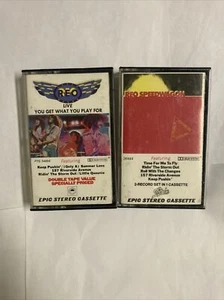 REO
LIVE
YOU GET WHAT YOU PLAY FOR
Featuring
Keep Pushin' (Only A) Summer Love
157 Riverside Avenue
Ridin' The Storm Out / Little Queenie
DOUBLE TAPE VALUE
SPECIALLY PRICED
EPIC STEREO CASSETTE
REO SPEEDWAGON
Featuring
Time For Me To Fly
Ridin' The Storm Out
Roll With The Changes
157 Riverside Avenue
Keep Pushin'
2-RECORD SET IN 1 CASSETTE
EPIC STEREO CASSETTE